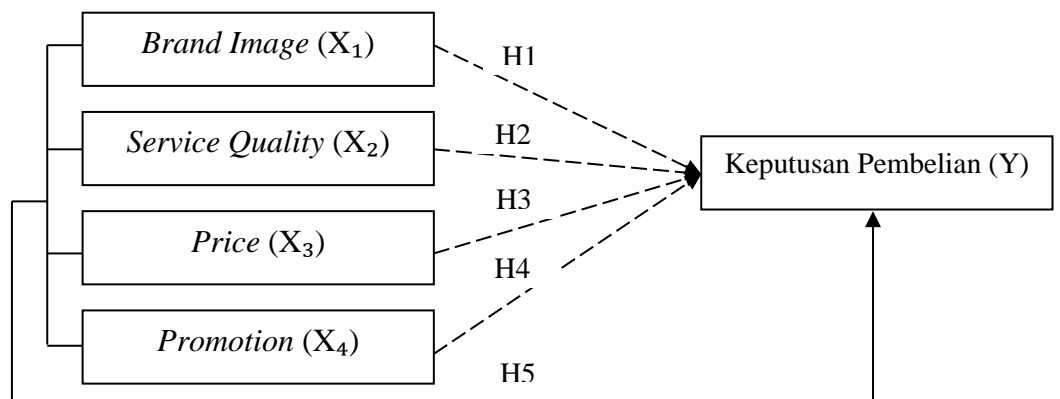 Brand Image (X₁)
H1
Service Quality (X₂)
H2
Keputusan Pembelian (Y)
H3
Price (X₃)
H4
Promotion (X₄)
H5